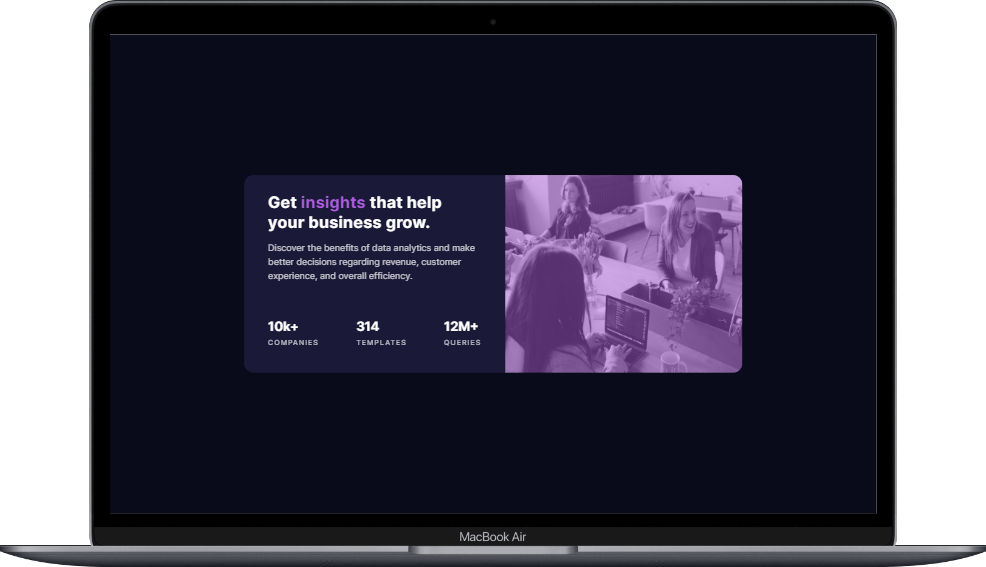 Get insights that help
your business grow.
Discover the benefits of data analytics and make
better decisions regarding revenue, customer
experience, and overall efficiency.
10k+ 314 12M+
COMPANIES TEMPLATES QUERIES
MacBook Air